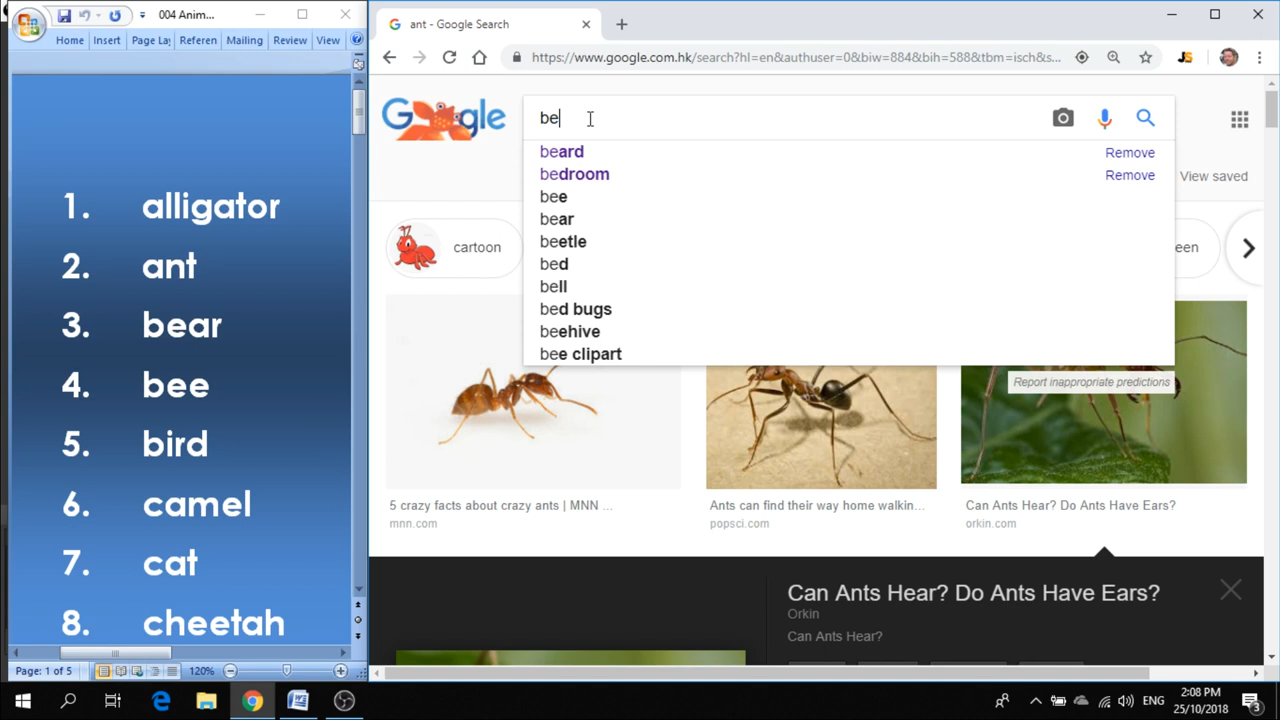 004 Anim...
Home Insert Page Lay Referen Mailing Review View
1. alligator
2. ant
3. bear
4. bee
5. bird
6. camel
7. cat
8. cheetah
Page: 1 of 5 120%
ant - Google Search
https://www.google.com.hk/search?hl=en&authuser=0&biw=884&bih=588&tbm=isch&s...
JS
Google
be
beard Remove
bedroom Remove
bee
bear
beetle
bed
bell
bed bugs
beehive
bee clipart
View saved
cartoon
een
Report inappropriate predictions
5 crazy facts about crazy ants | MNN ...
mnn.com
Ants can find their way home walkin...
popsci.com
Can Ants Hear? Do Ants Have Ears?
orkin.com
Can Ants Hear? Do Ants Have Ears?
Orkin
Can Ants Hear?
ENG
2:08 PM
25/10/2018
3